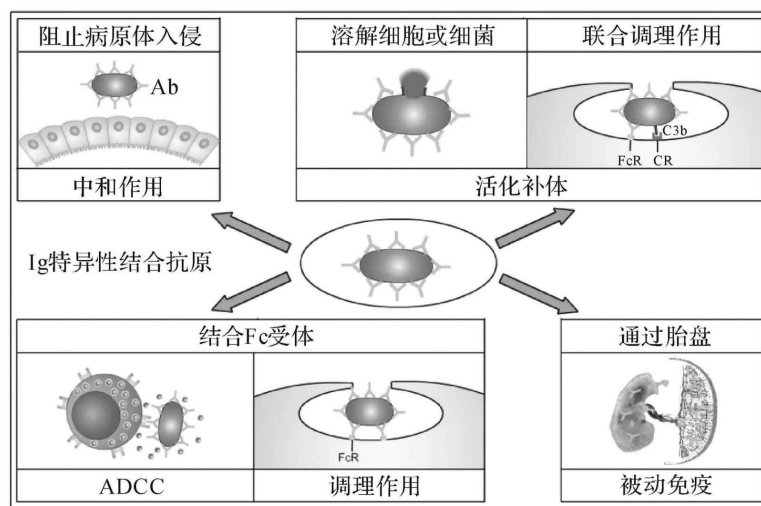 阻止病原体入侵
Ab
中和作用
溶解细胞或细菌
联合调理作用
C3b
FcR
CR
活化补体
Ig特异性结合抗原
结合Fc受体
FcR
ADCC
调理作用
通过胎盘
被动免疫